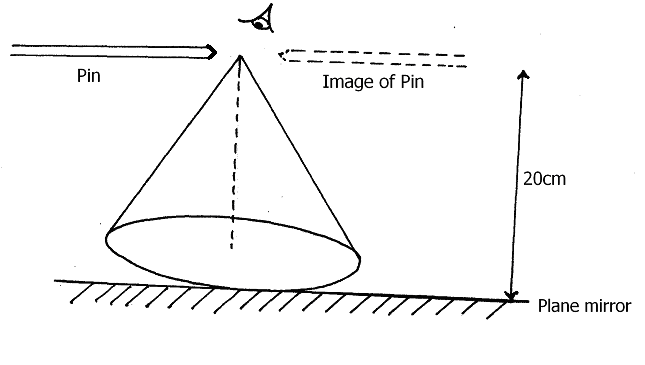 Pin
Image of Pin
20cm
Plane mirror